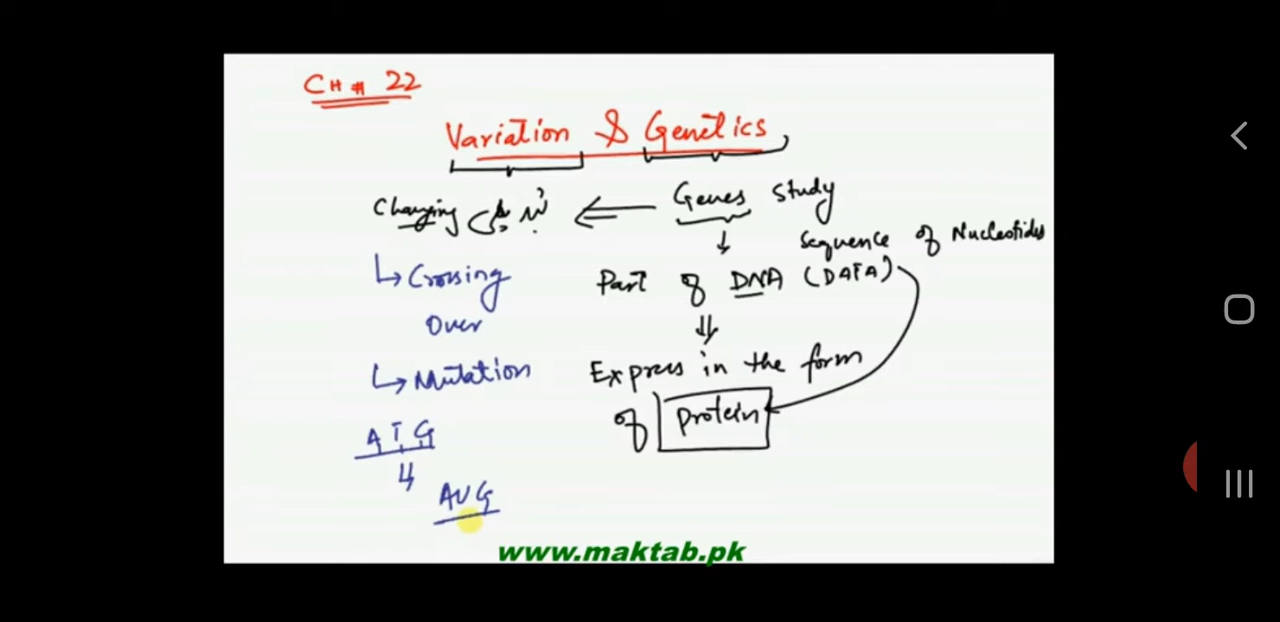 CH # 22
Variation & Genetics
Changing
Genes Study
Sequence of Nucleotides
Part of DNA (DATA)
Crossing
Over
Express in the form
of protein
Mutation
ATG
AUG
www.maktab.pk